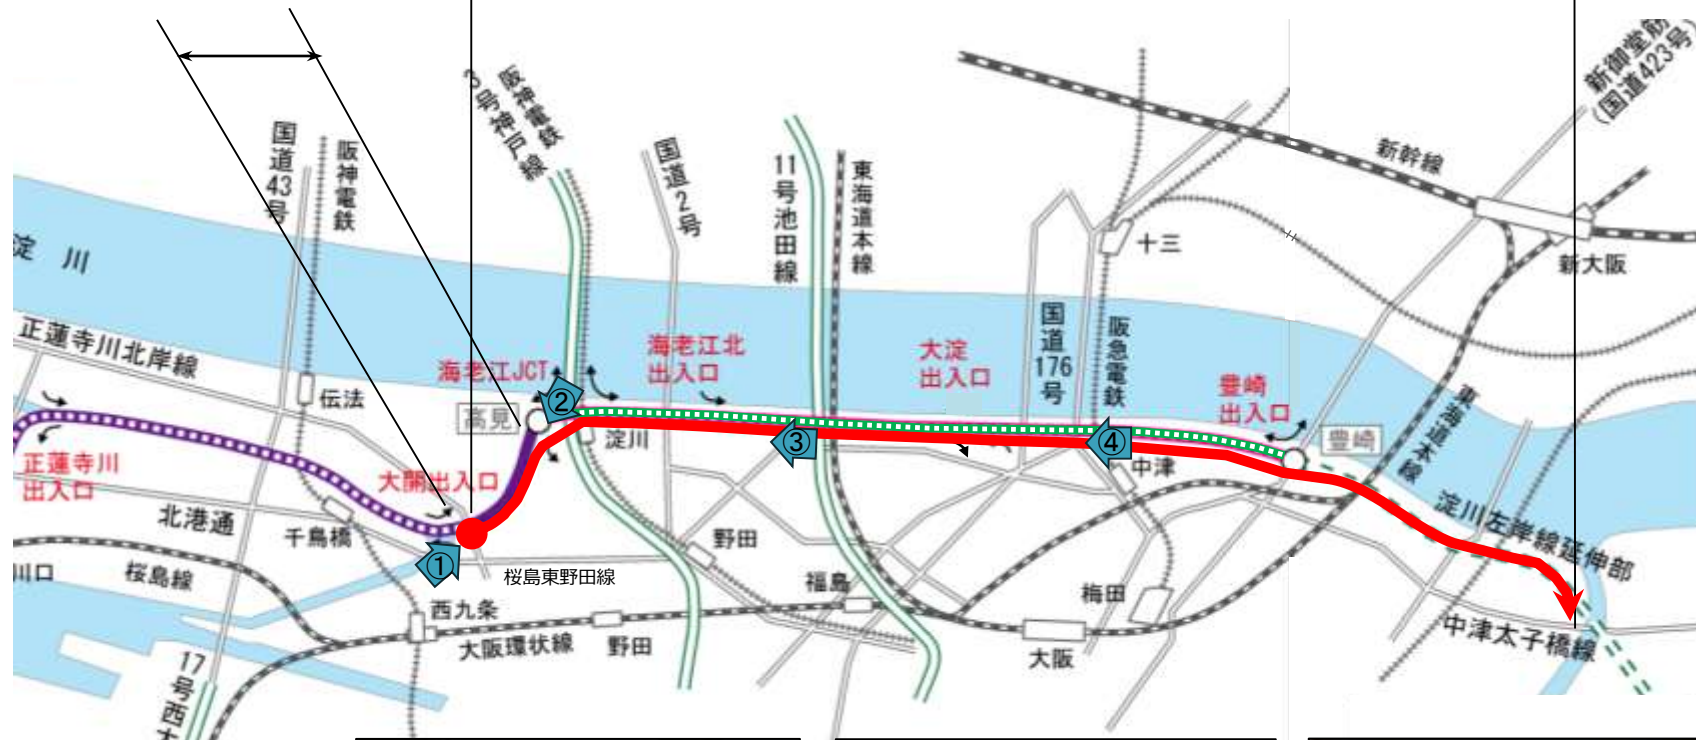 新御堂筋
(国道423号)
阪神電鉄
3号神戸線
国道43号
阪神電鉄
国道2号
11号池田線
東海道本線
新幹線
十三
新大阪
淀川
国道176号
阪急電鉄
正蓮寺川北岸線
海老江JCT
海老江北
出入口
大淀
出入口
豊崎
出入口
伝法
高見
②
淀川
③
④
豊崎
東海道本線
中津
正蓮寺川
出入口
大開出入口
北港通
千鳥橋
淀川左岸線延伸部
①
野田
川口
桜島線
桜島東野田線
福島
梅田
西九条
大阪環状線
野田
大阪
中津太子橋線
17号西大